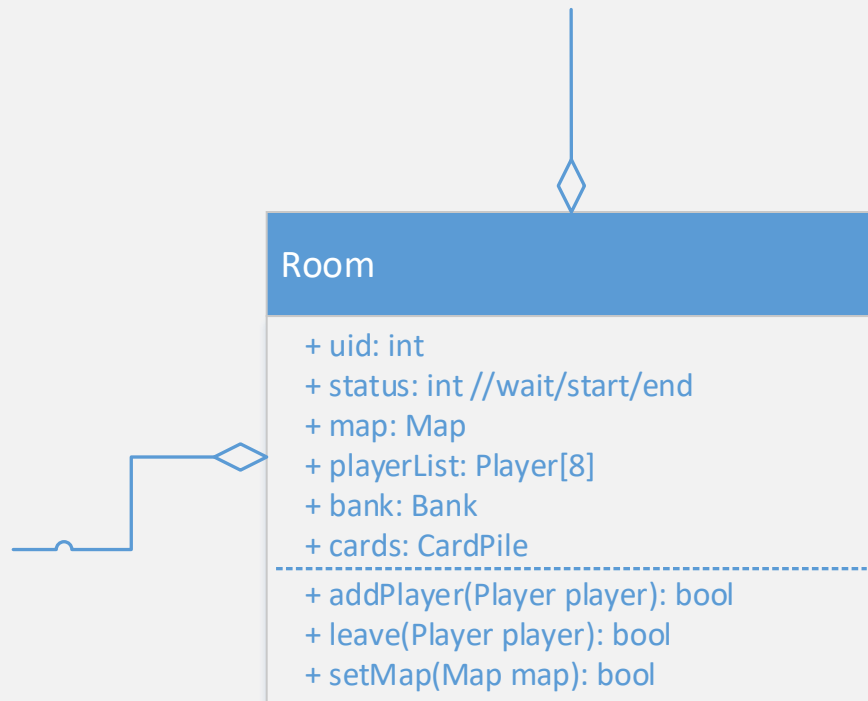 Room
+ uid: int
+ status: int //wait/start/end
+ map: Map
+ playerList: Player[8]
+ bank: Bank
+ cards: CardPile
+ addPlayer(Player player): bool
+ leave(Player player): bool
+ setMap(Map map): bool